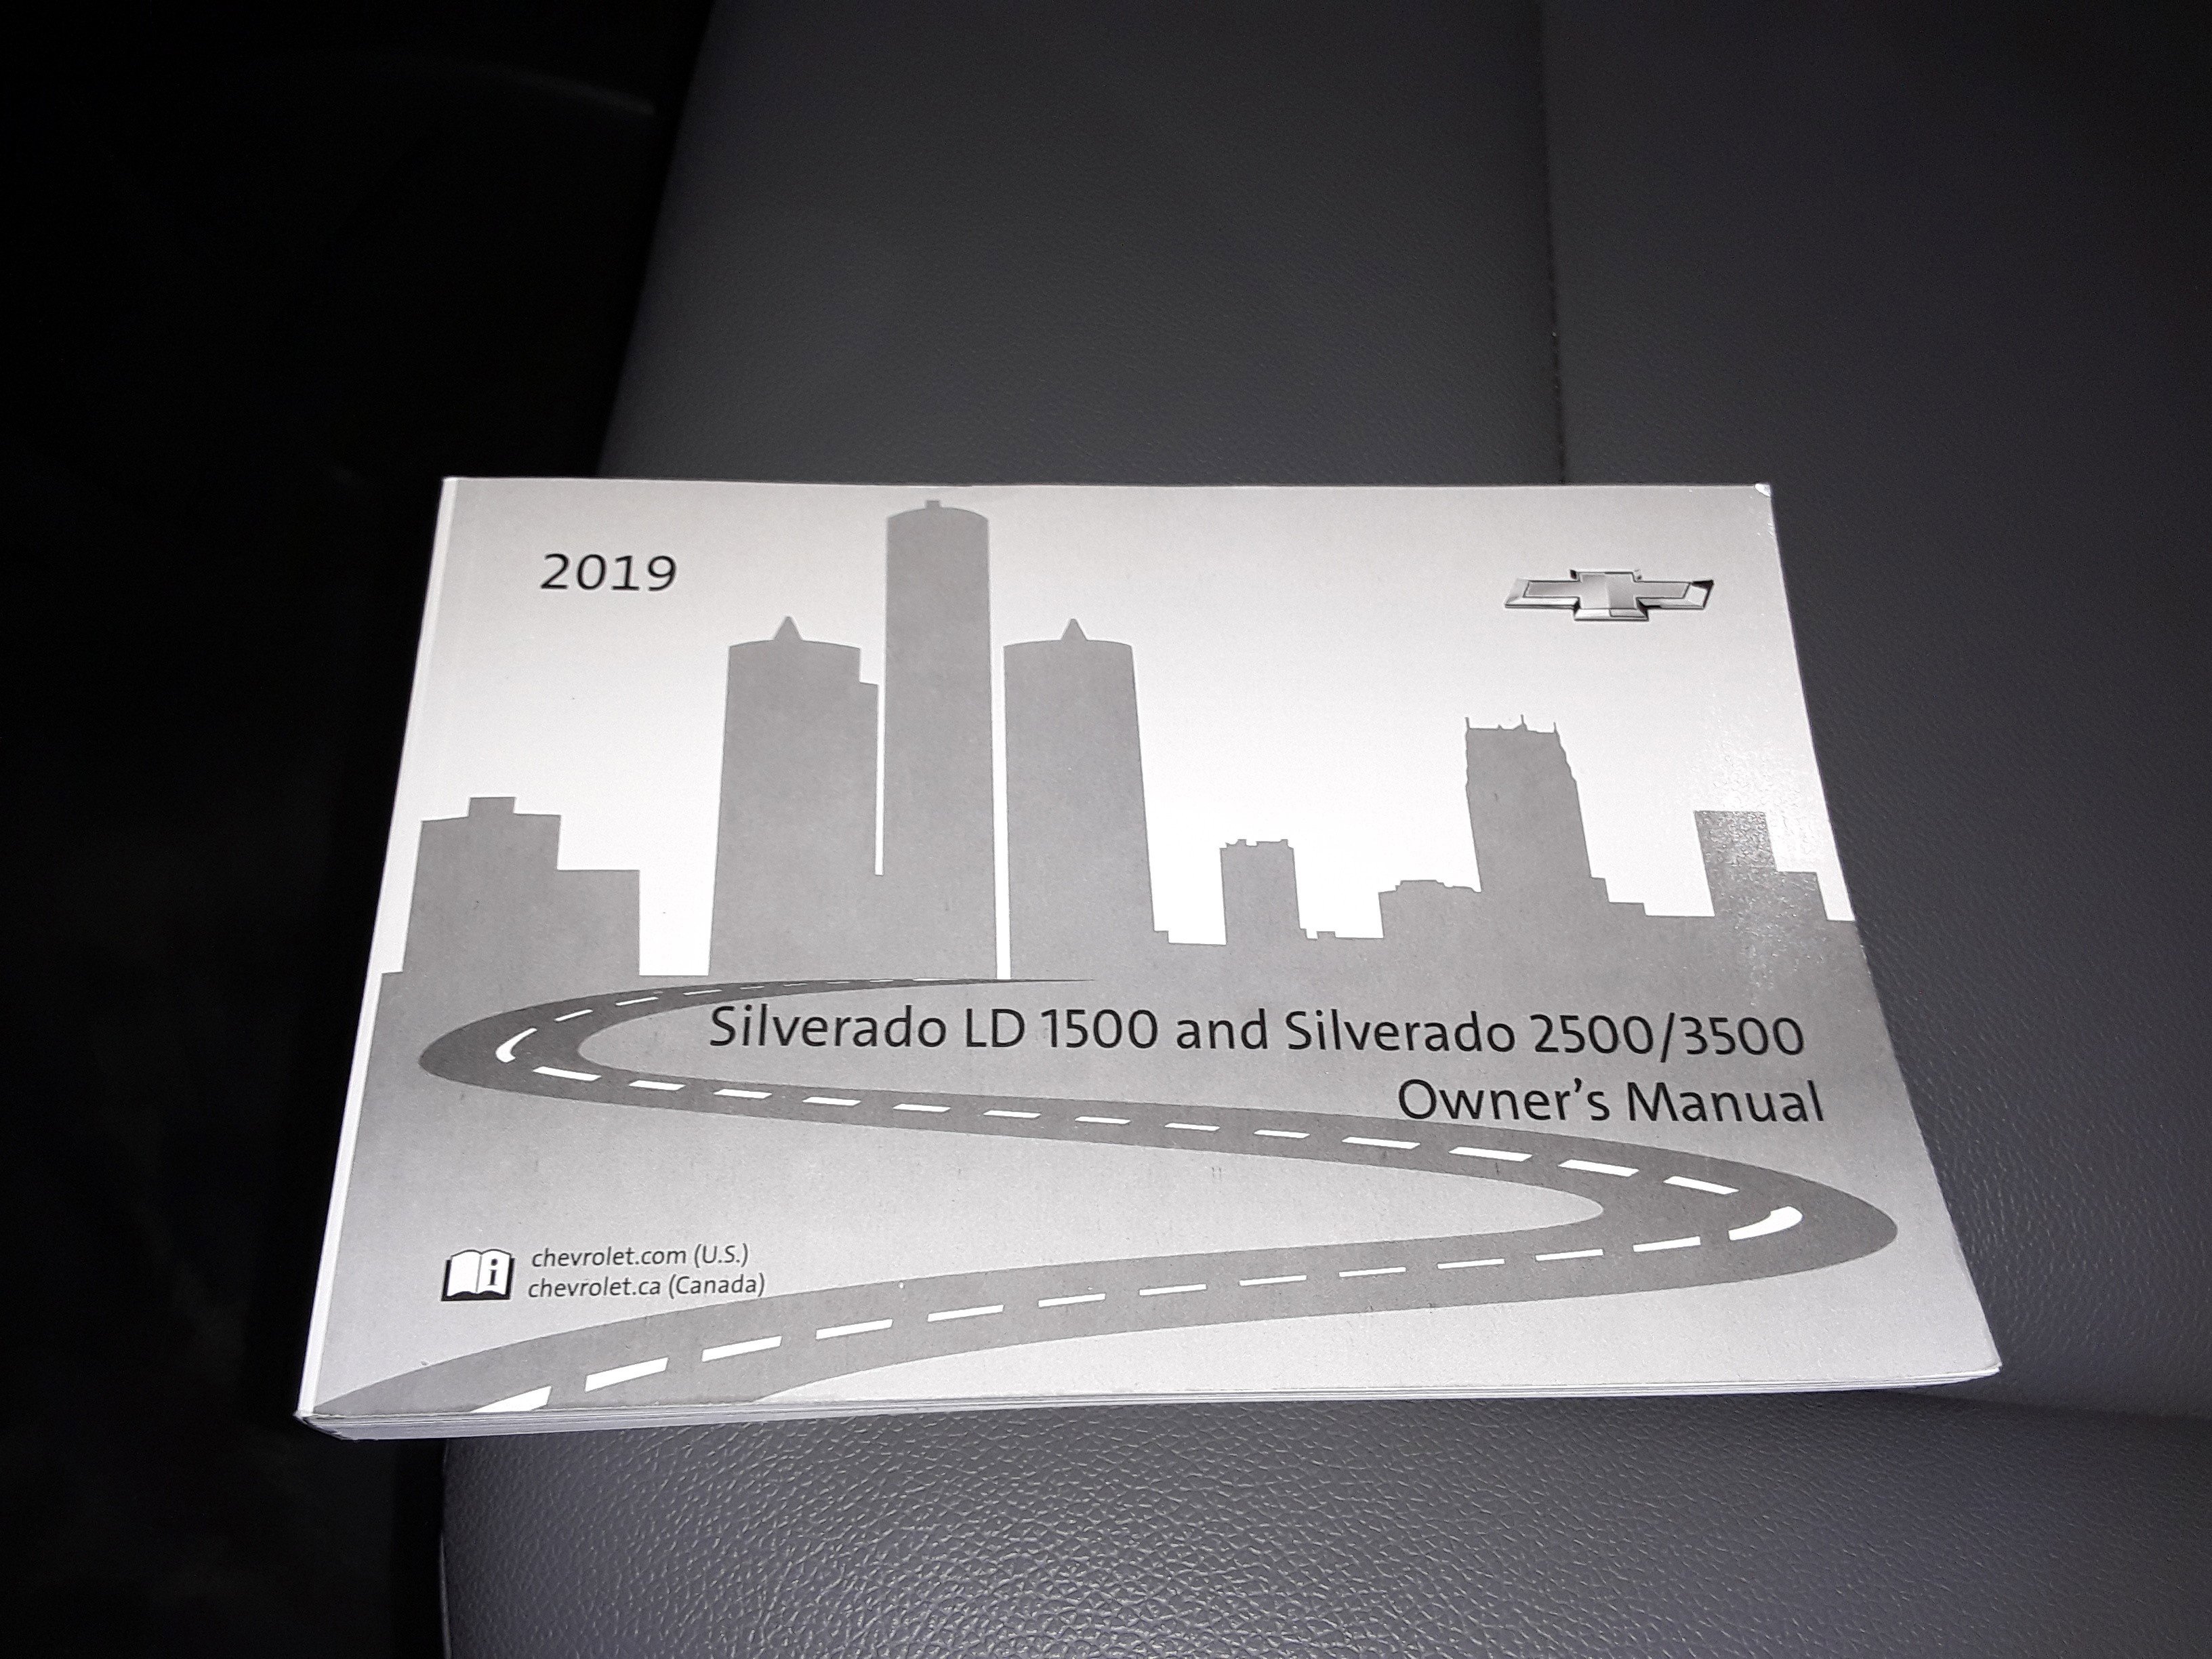 2019
Silverado LD 1500 and Silverado 2500/3500
Owner's Manual
i
chevrolet.com (U.S.)
chevrolet.ca (Canada)